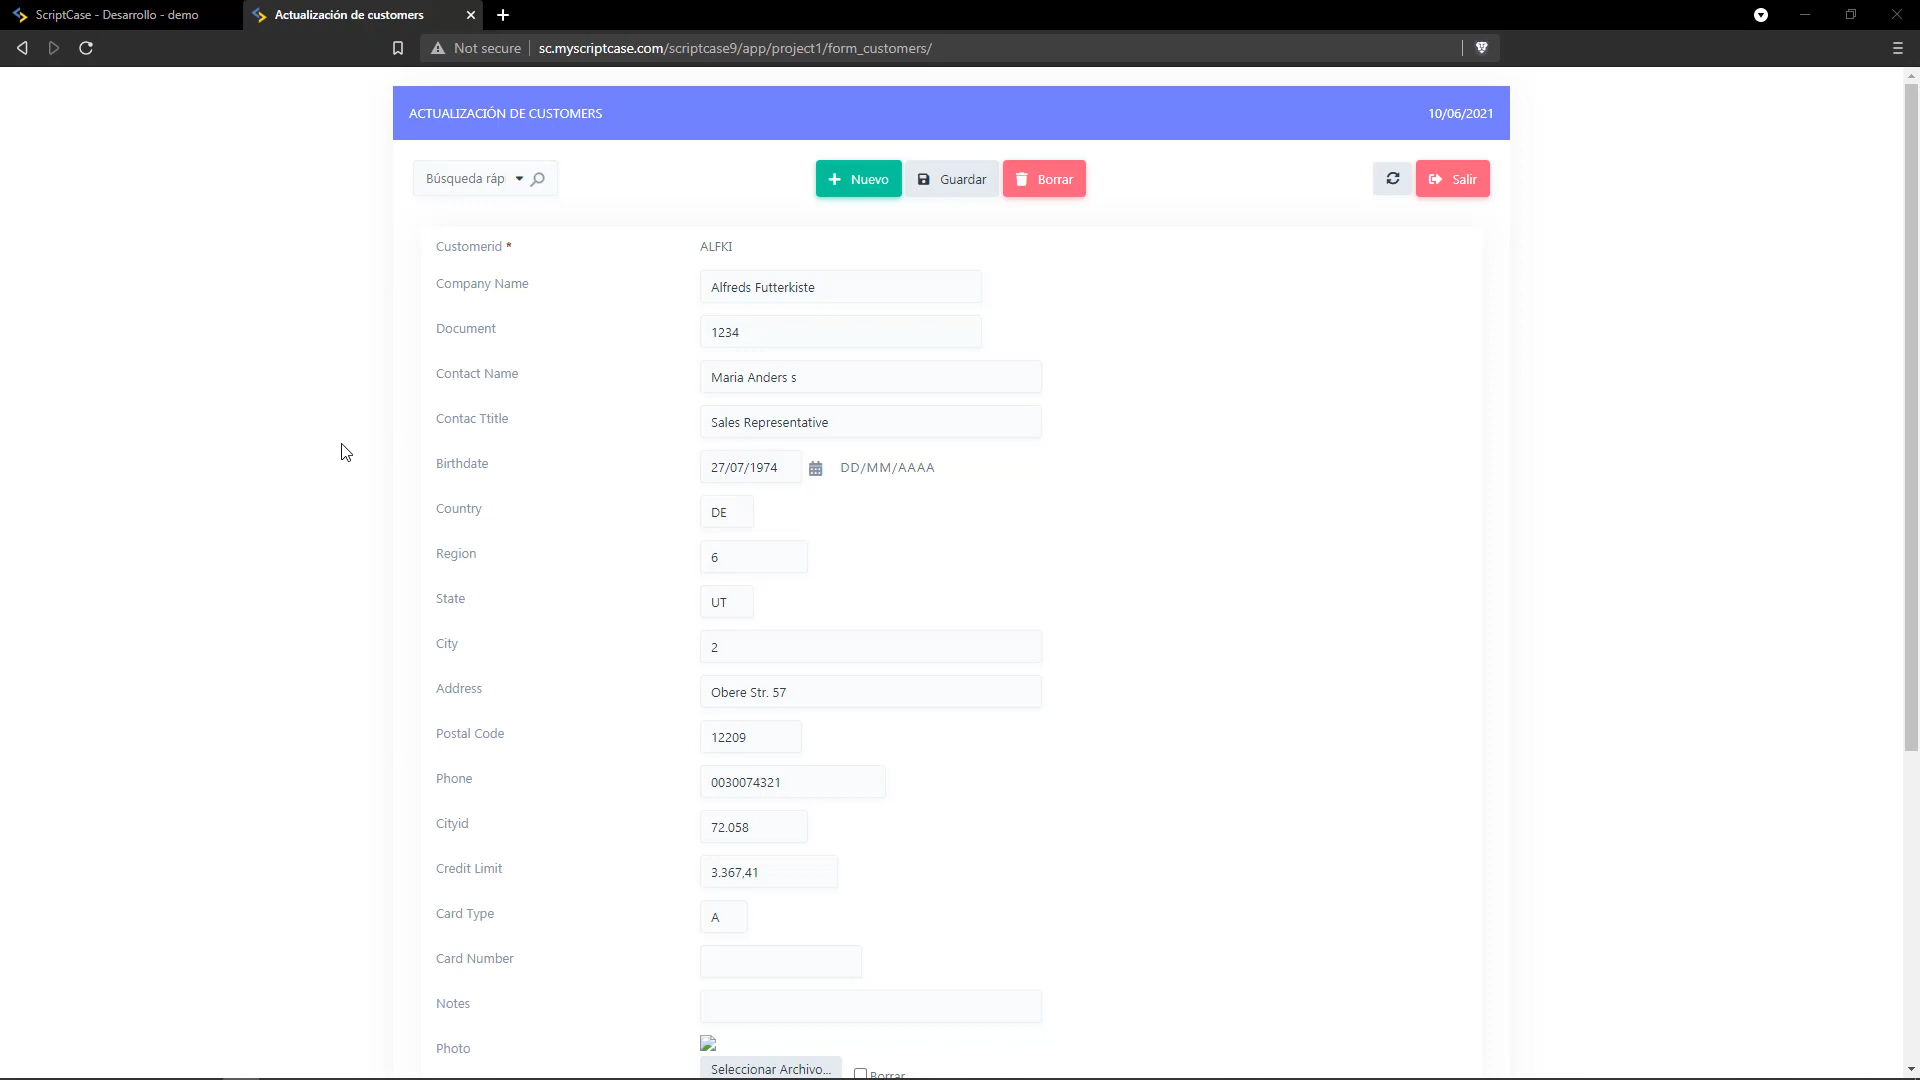 ScriptCase - Desarrollo - demo
Actualización de customers
Not secure
sc.myscriptcase.com/scriptcase9/app/project1/form_customers/
ACTUALIZACIÓN DE CUSTOMERS
10/06/2021
Búsqueda ráp
Nuevo
Guardar
Borrar
Salir
Customerid *
ALFKI
Company Name
Alfreds Futterkiste
Document
1234
Contact Name
Maria Anders s
Contac Ttitle
Sales Representative
Birthdate
27/07/1974
DD/MM/AAAA
Country
DE
Region
6
State
UT
City
2
Address
Obere Str. 57
Postal Code
12209
Phone
0030074321
Cityid
72.058
Credit Limit
3.367,41
Card Type
A
Card Number
Notes
Photo
Seleccionar Archivo...
Borrar